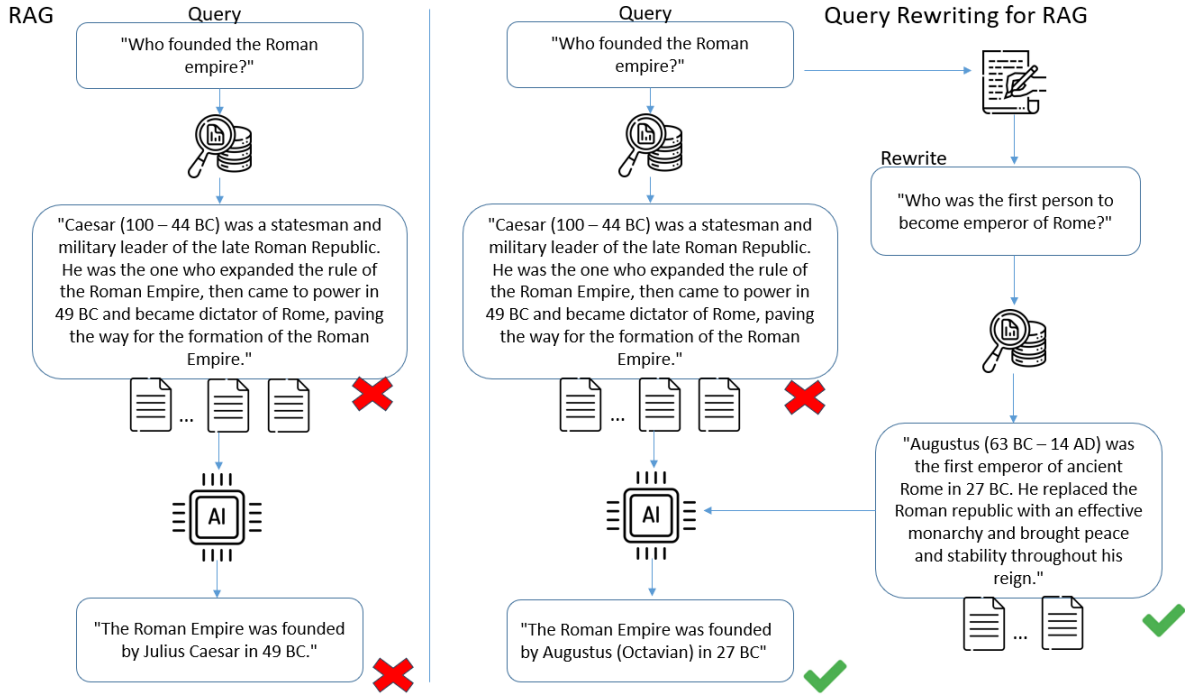 RAG
Query
"Who founded the Roman
empire?"
"Caesar (100 – 44 BC) was a statesman and
military leader of the late Roman Republic.
He was the one who expanded the rule of
the Roman Empire, then came to power in
49 BC and became dictator of Rome, paving
the way for the formation of the Roman
Empire."
...
AI
"The Roman Empire was founded
by Julius Caesar in 49 BC."
Query
Query Rewriting for RAG
"Who founded the Roman
empire?"
"Caesar (100 – 44 BC) was a statesman and
military leader of the late Roman Republic.
He was the one who expanded the rule of
the Roman Empire, then came to power in
49 BC and became dictator of Rome, paving
the way for the formation of the Roman
Empire."
...
AI
"The Roman Empire was founded
by Augustus (Octavian) in 27 BC"
Rewrite
"Who was the first person to
become emperor of Rome?"
"Augustus (63 BC – 14 AD) was
the first emperor of ancient
Rome in 27 BC. He replaced the
Roman republic with an effective
monarchy and brought peace
and stability throughout his
reign."
...